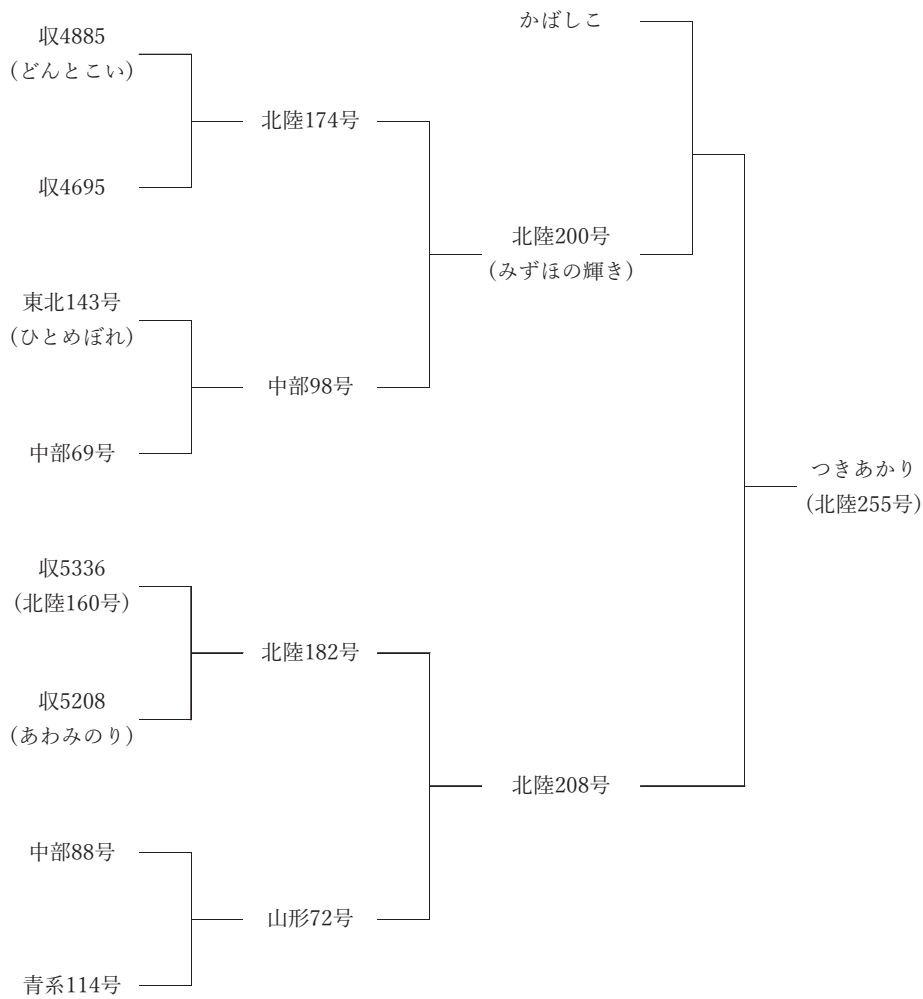 かばしこ
収4885
(どんとこい)
北陸174号
収4695
北陸200号
(みずほの輝き)
東北143号
(ひとめぼれ)
中部98号
中部69号
つきあかり
(北陸255号)
収5336
(北陸160号)
北陸182号
収5208
(あわみのり)
北陸208号
中部88号
山形72号
青系114号